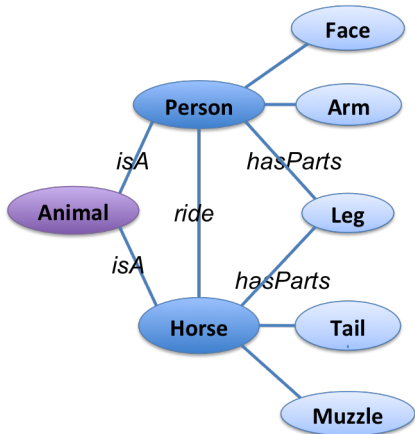 Face
Person
Arm
isA
hasParts
Animal
ride
Leg
isA
hasParts
Horse
Tail
Muzzle